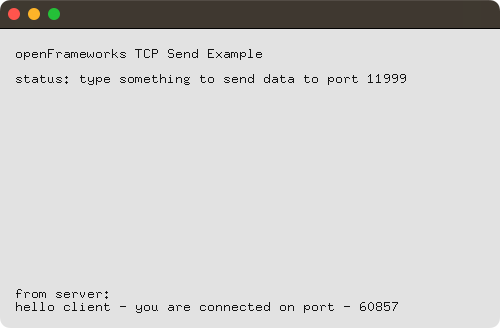 openFrameworks TCP Send Example
status: type something to send data to port 11999
from server:
hello client - you are connected on port - 60857